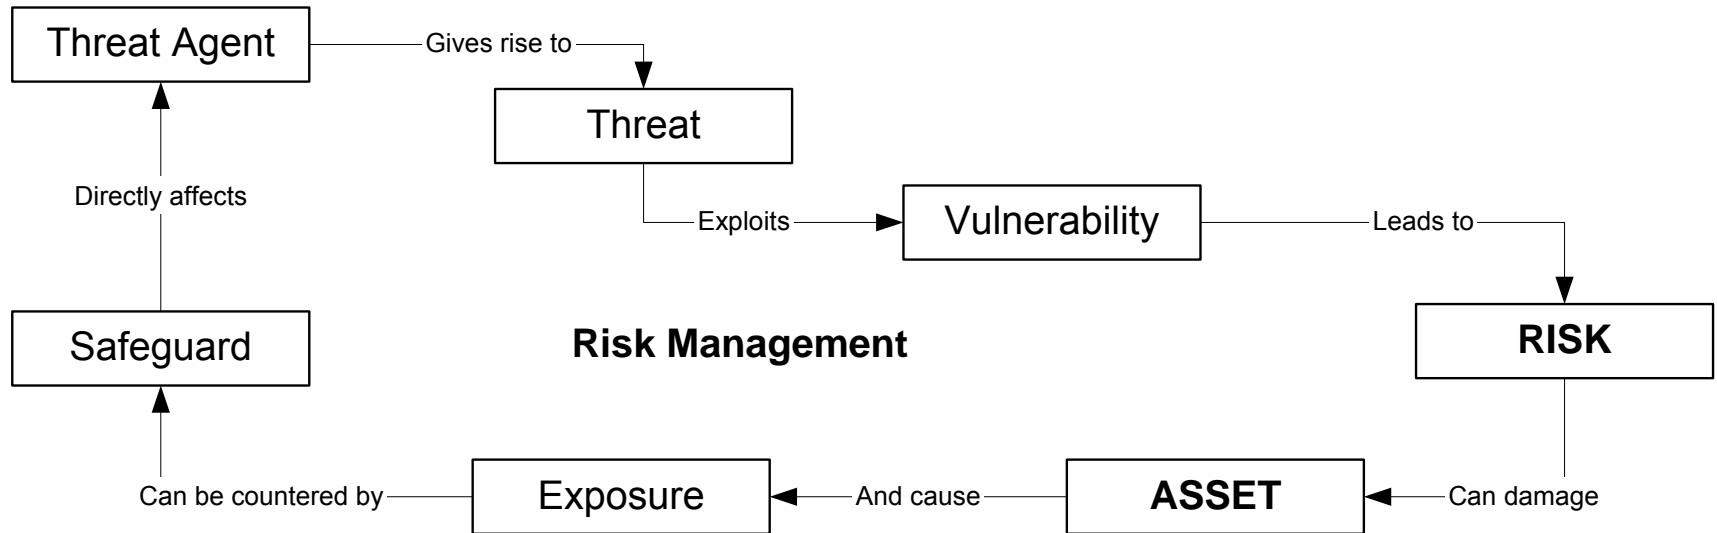 Threat Agent
Gives rise to
Threat
Directly affects
Exploits
Vulnerability
Leads to
Safeguard
Risk Management
RISK
Can be countered by
Exposure
And cause
ASSET
Can damage